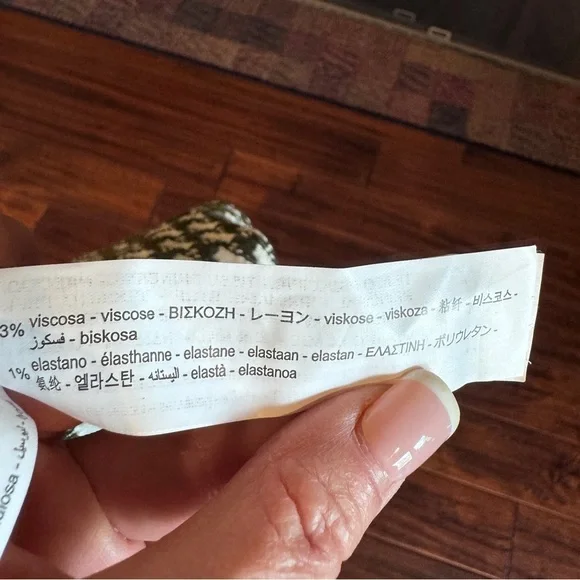 3% viscosa - viscose - ΒΙΣΚΟΖΗ - レーヨン - viskose - viskoza - 粘纤 - 비스코스 -
فسكوز - biskosa
1% elastano - élasthanne - elastane - elastaan - elastan - ΕΛΑΣΤΙΝΗ - ポリウレタン -
氨纶 - 엘라스탄 - اليستانه - elastà - elastanoa